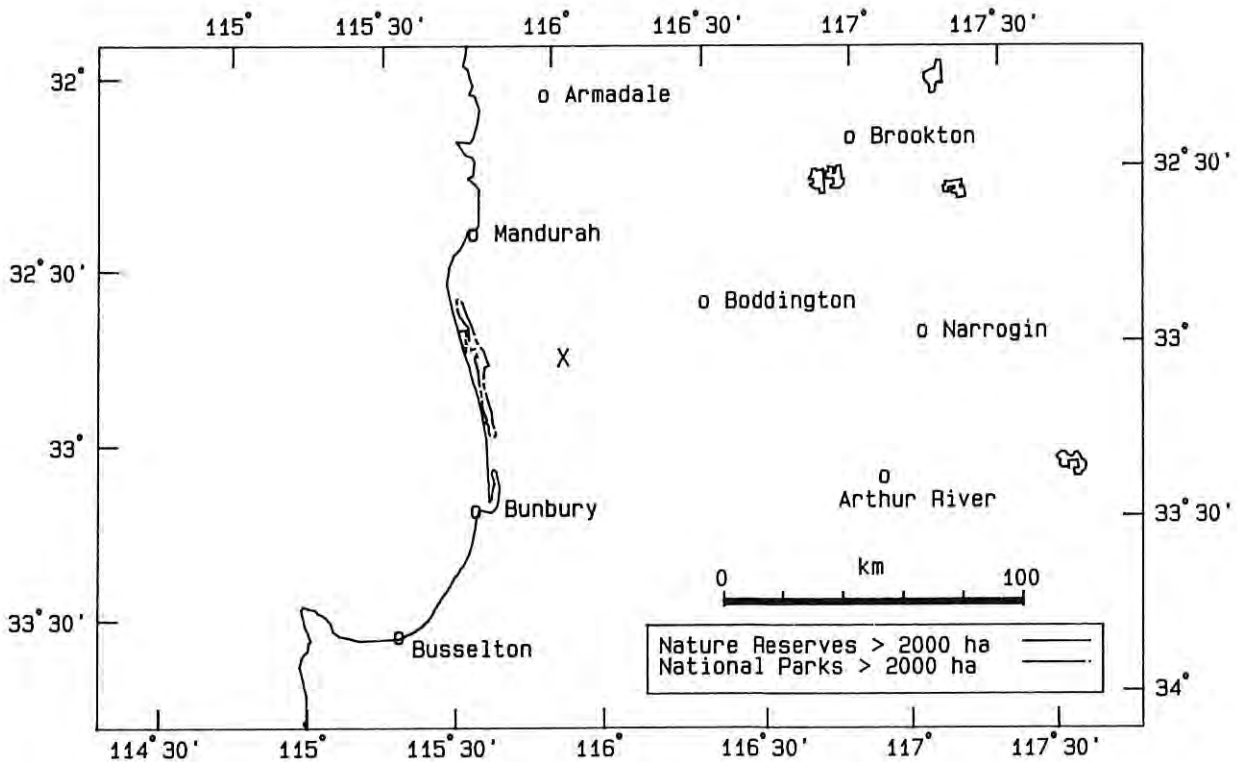 115° 115°30' 116° 116°30' 117° 117°30'
32°
Armadale
Brookton
32°30'
Mandurah
32°30'
Boddington
Narrogin
33°
X
33°
Arthur River
Bunbury
33°30'
km
0 100
33°30'
Busselton
Nature Reserves > 2000 ha
National Parks > 2000 ha
34°
114°30' 115° 115°30' 116° 116°30' 117° 117°30'